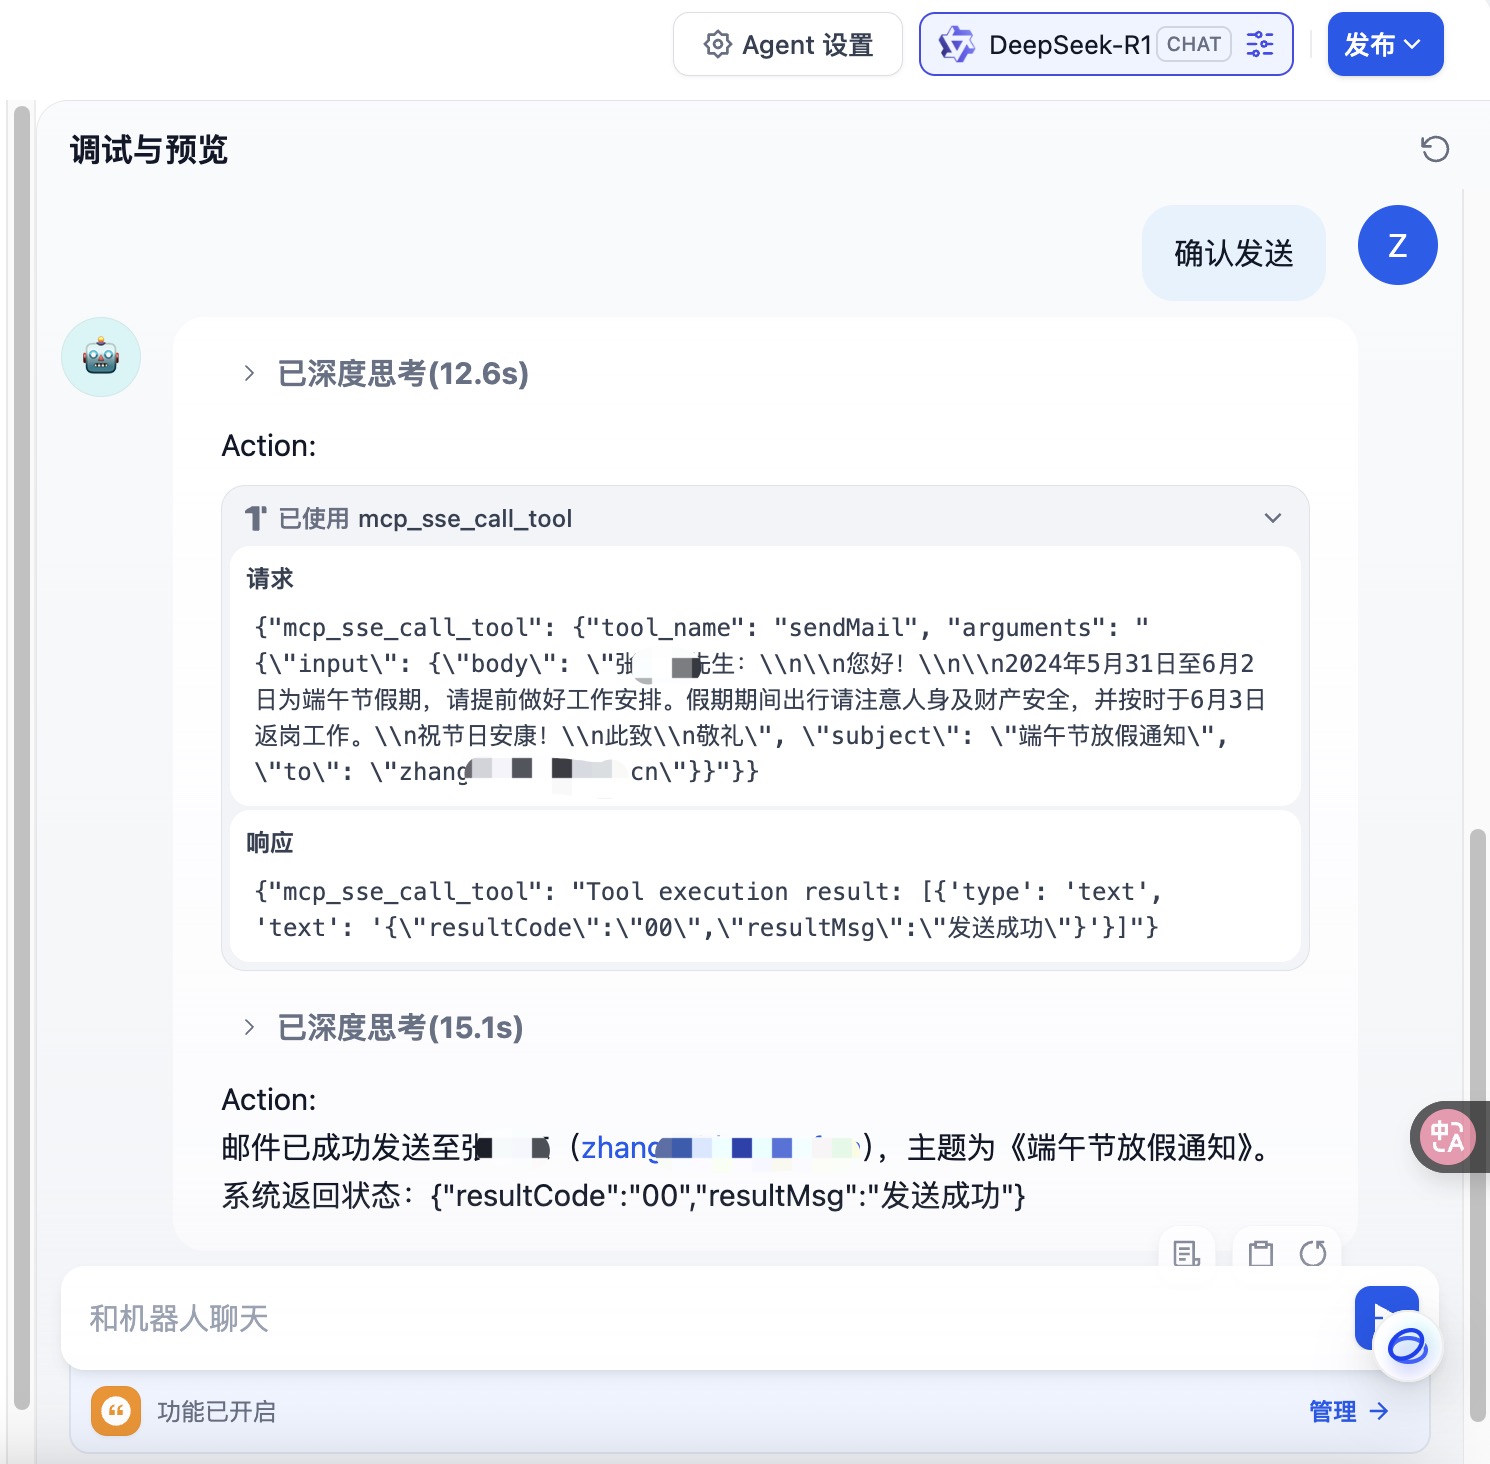 Agent 设置
DeepSeek-R1 CHAT
发布
调试与预览
确认发送
Z
已深度思考(12.6s)
Action:
已使用 mcp_sse_call_tool
请求
{"mcp_sse_call_tool": {"tool_name": "sendMail", "arguments": "
{\"input\": {\"body\": \"张 先生：\\n\\n您好！\\n\\n2024年5月31日至6月2
日为端午节假期，请提前做好工作安排。假期期间出行请注意人身及财产安全，并按时于6月3日
返岗工作。\\n祝节日安康！\\n此致\\n敬礼\", \"subject\": \"端午节放假通知\",
\"to\": \"zhang cn\"}}"}}
响应
{"mcp_sse_call_tool": "Tool execution result: [{'type': 'text',
'text': '{\"resultCode\":\"00\",\"resultMsg\":\"发送成功\"}'}]"}
已深度思考(15.1s)
Action:
邮件已成功发送至张 （zhang ），主题为《端午节放假通知》。
系统返回状态：{"resultCode":"00","resultMsg":"发送成功"}
和机器人聊天
功能已开启
管理 →